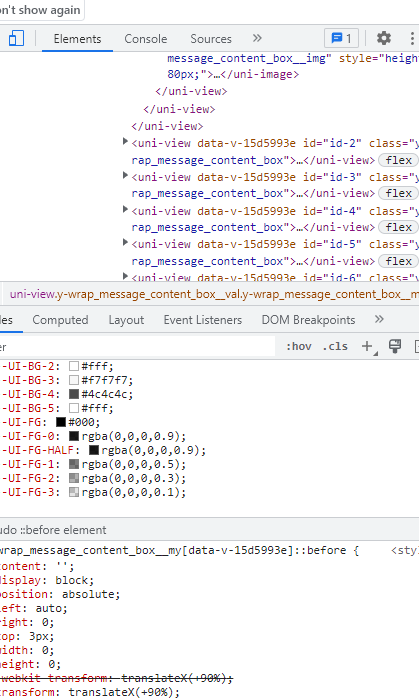 on't show again
Elements Console Sources » 1
message_content_box__img" style="height
80px;">…</uni-image>
</uni-view>
</uni-view>
</uni-view>
<uni-view data-v-15d5993e id="id-2" class="y
rap_message_content_box">…</uni-view> flex
<uni-view data-v-15d5993e id="id-3" class="y
rap_message_content_box">…</uni-view> flex
<uni-view data-v-15d5993e id="id-4" class="y
rap_message_content_box">…</uni-view> flex
<uni-view data-v-15d5993e id="id-5" class="y
rap_message_content_box">…</uni-view> flex
<uni-view data-v-15d5993e id="id-6" class="y
uni-view.y-wrap_message_content_box__val.y-wrap_message_content_box__m
les Computed Layout Event Listeners DOM Breakpoints »
er :hov .cls +
-UI-BG-2: #fff;
-UI-BG-3: #f7f7f7;
-UI-BG-4: #4c4c4c;
-UI-BG-5: #fff;
-UI-FG: #000;
-UI-FG-0: rgba(0,0,0,0.9);
-UI-FG-HALF: rgba(0,0,0,0.9);
-UI-FG-1: rgba(0,0,0,0.5);
-UI-FG-2: rgba(0,0,0,0.3);
-UI-FG-3: rgba(0,0,0,0.1);
udo ::before element
wrap_message_content_box__my[data-v-15d5993e]::before { <sty
content: '';
display: block;
position: absolute;
left: auto;
right: 0;
top: 3px;
width: 0;
height: 0;
webkit-transform: translateX(+90%);
transform: translateX(+90%);